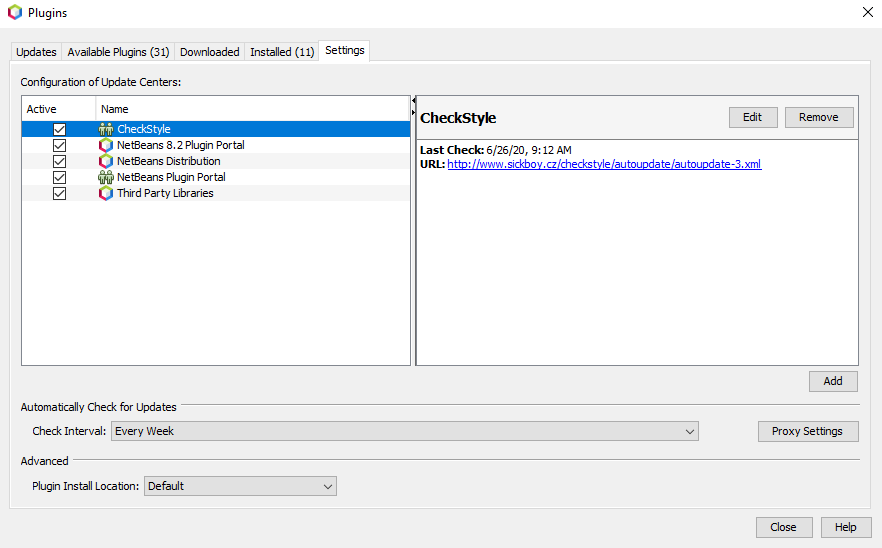 Plugins
Updates Available Plugins (31) Downloaded Installed (11) Settings
Configuration of Update Centers:
Active Name
CheckStyle
NetBeans 8.2 Plugin Portal
NetBeans Distribution
NetBeans Plugin Portal
Third Party Libraries
CheckStyle Edit Remove
Last Check: 6/26/20, 9:12 AM
URL: http://www.sickboy.cz/checkstyle/autoupdate/autoupdate-3.xml
Add
Automatically Check for Updates
Check Interval: Every Week Proxy Settings
Advanced
Plugin Install Location: Default
Close Help